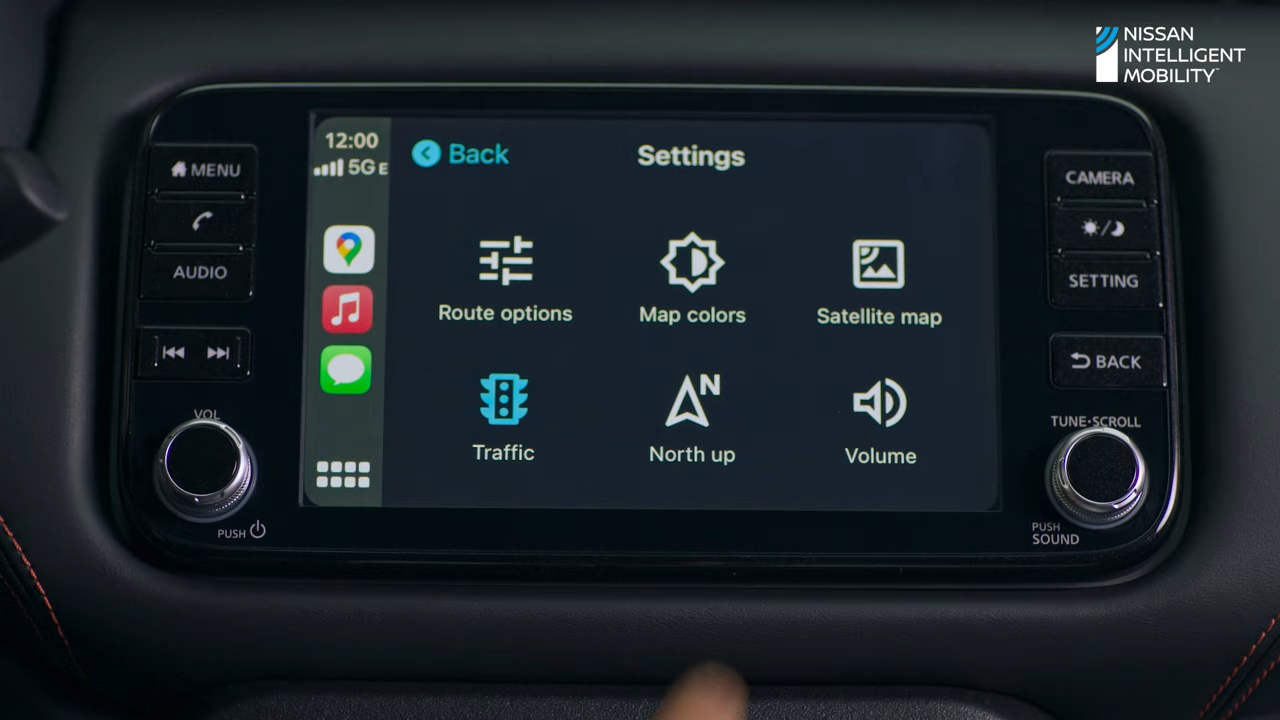 NISSAN
INTELLIGENT
MOBILITY
MENU
AUDIO
VOL
PUSH
12:00
5G E
Back
Settings
Route options
Map colors
Satellite map
Traffic
N
North up
Volume
CAMERA
SETTING
BACK
TUNE•SCROLL
PUSH
SOUND